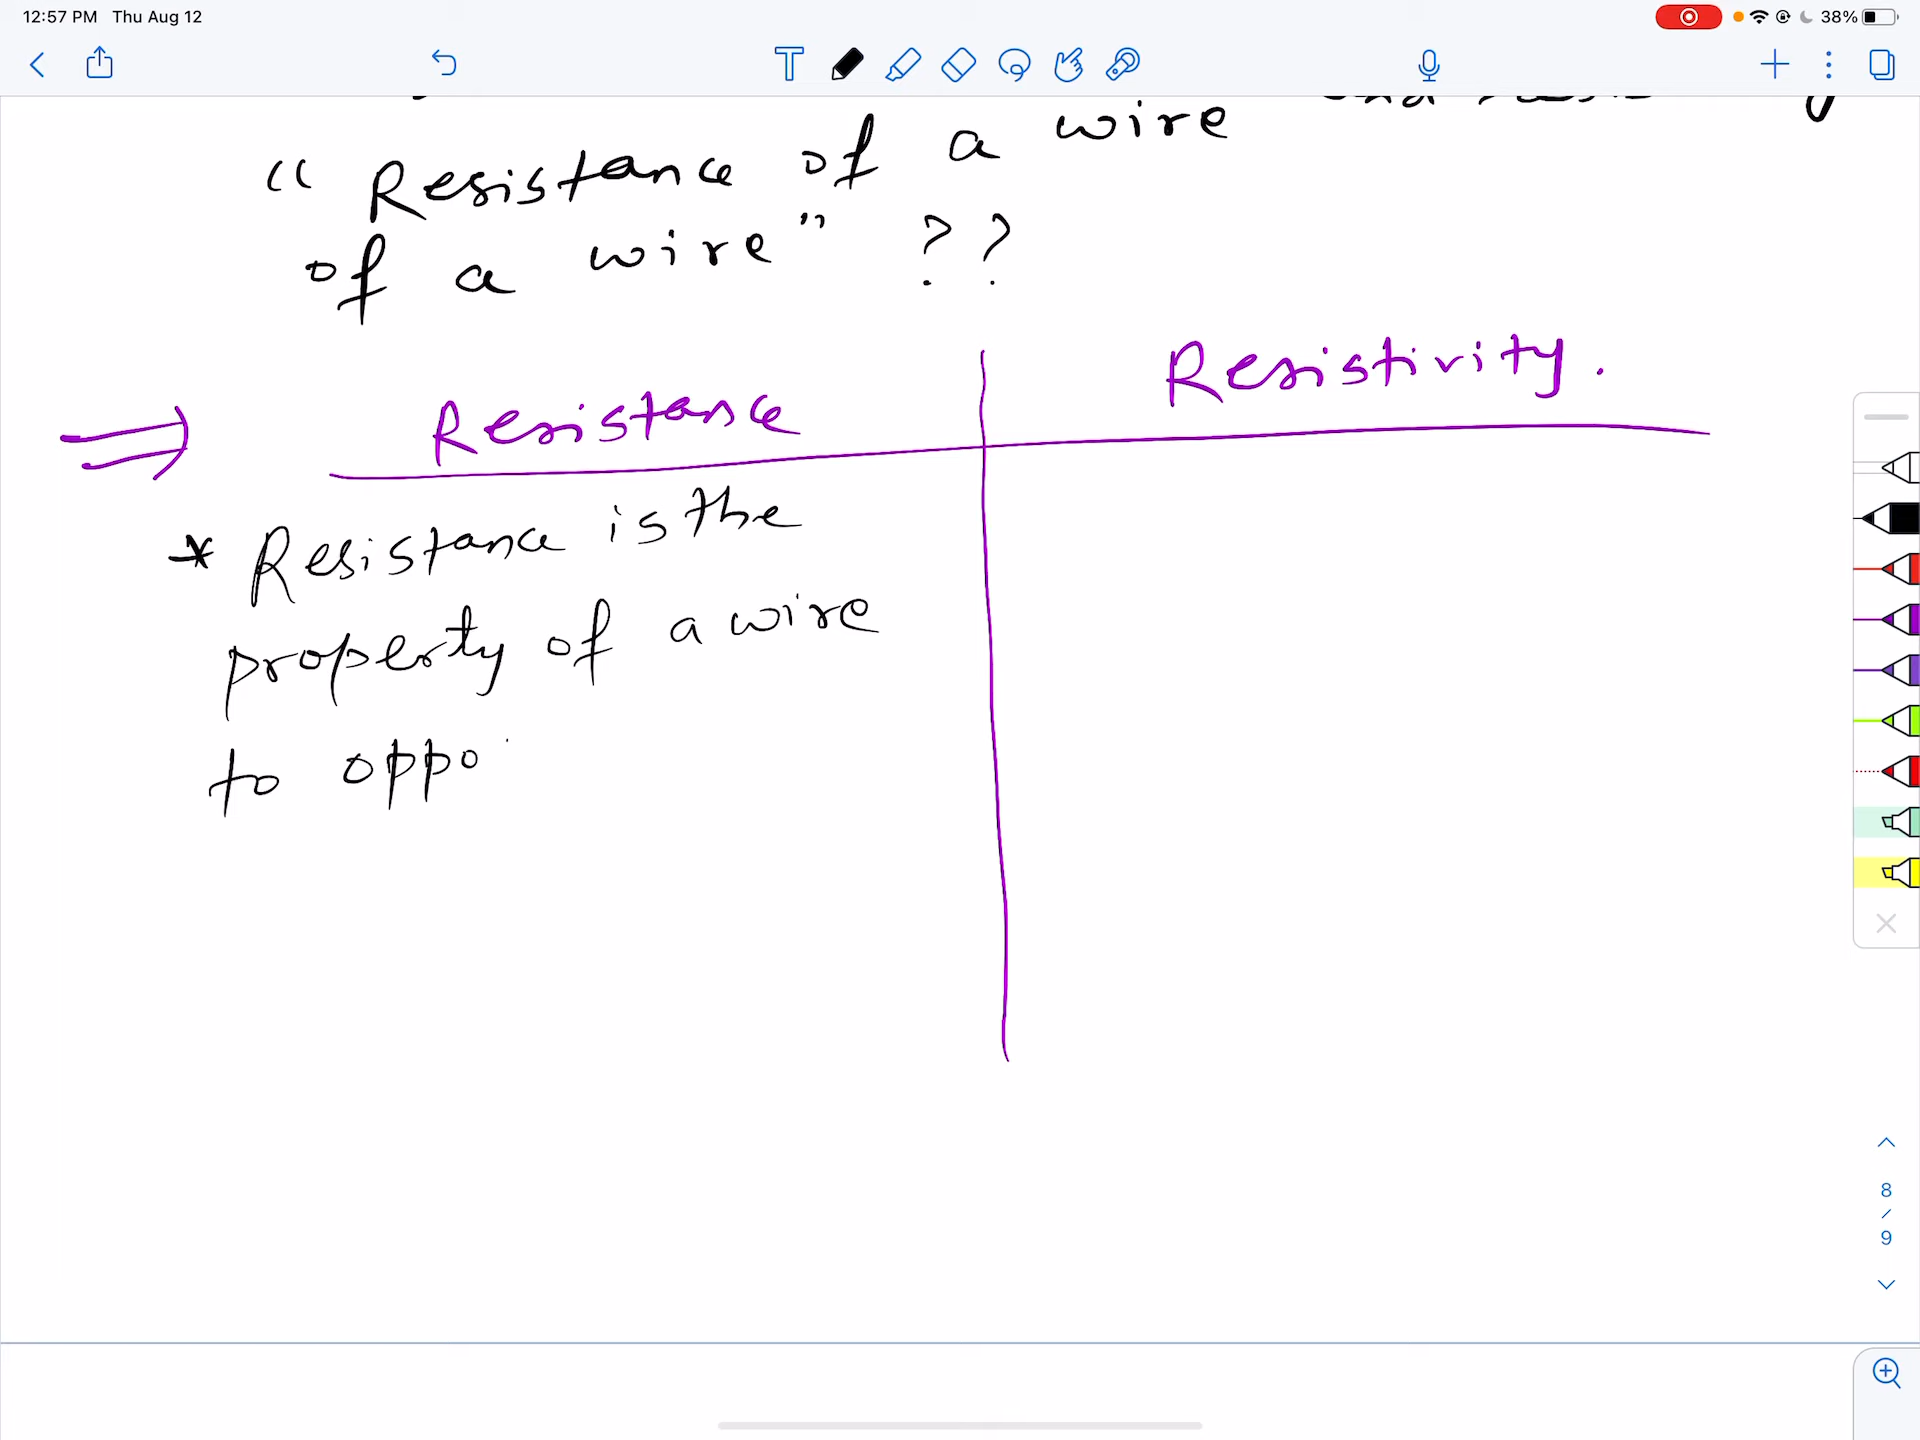 12:57 PM Thu Aug 12
38%
T
“ Resistance of a wire
of a wire” ??
Resistance
Resistivity.
* Resistance is the
property of a wire
to oppo
8
/
9